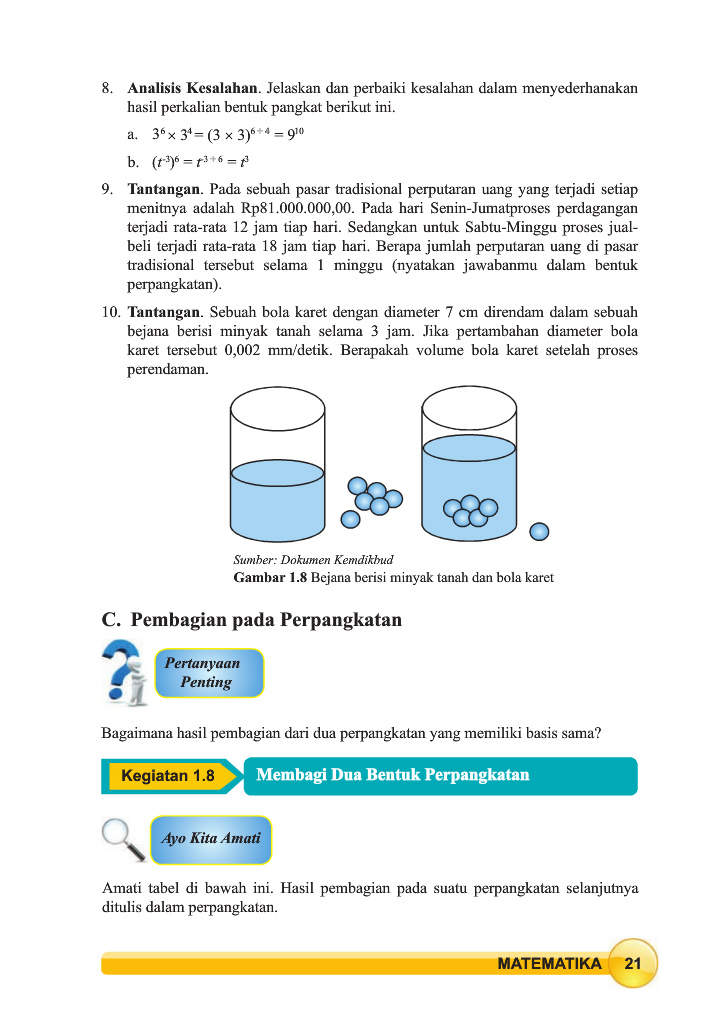 8. Analisis Kesalahan. Jelaskan dan perbaiki kesalahan dalam menyederhanakan
hasil perkalian bentuk pangkat berikut ini.
a. 3⁶ × 3⁴ = (3 × 3)⁶⁺⁴ = 9¹⁰
b. (t⁻³)⁶ = t⁻³⁺⁶ = t³
9. Tantangan. Pada sebuah pasar tradisional perputaran uang yang terjadi setiap
menitnya adalah Rp81.000.000,00. Pada hari Senin-Jumatproses perdagangan
terjadi rata-rata 12 jam tiap hari. Sedangkan untuk Sabtu-Minggu proses jual-
beli terjadi rata-rata 18 jam tiap hari. Berapa jumlah perputaran uang di pasar
tradisional tersebut selama 1 minggu (nyatakan jawabanmu dalam bentuk
perpangkatan).
10. Tantangan. Sebuah bola karet dengan diameter 7 cm direndam dalam sebuah
bejana berisi minyak tanah selama 3 jam. Jika pertambahan diameter bola
karet tersebut 0,002 mm/detik. Berapakah volume bola karet setelah proses
perendaman.
Sumber: Dokumen Kemdikbud
Gambar 1.8 Bejana berisi minyak tanah dan bola karet
C. Pembagian pada Perpangkatan
Pertanyaan
Penting
Bagaimana hasil pembagian dari dua perpangkatan yang memiliki basis sama?
Kegiatan 1.8 Membagi Dua Bentuk Perpangkatan
Ayo Kita Amati
Amati tabel di bawah ini. Hasil pembagian pada suatu perpangkatan selanjutnya
ditulis dalam perpangkatan.
MATEMATIKA 21